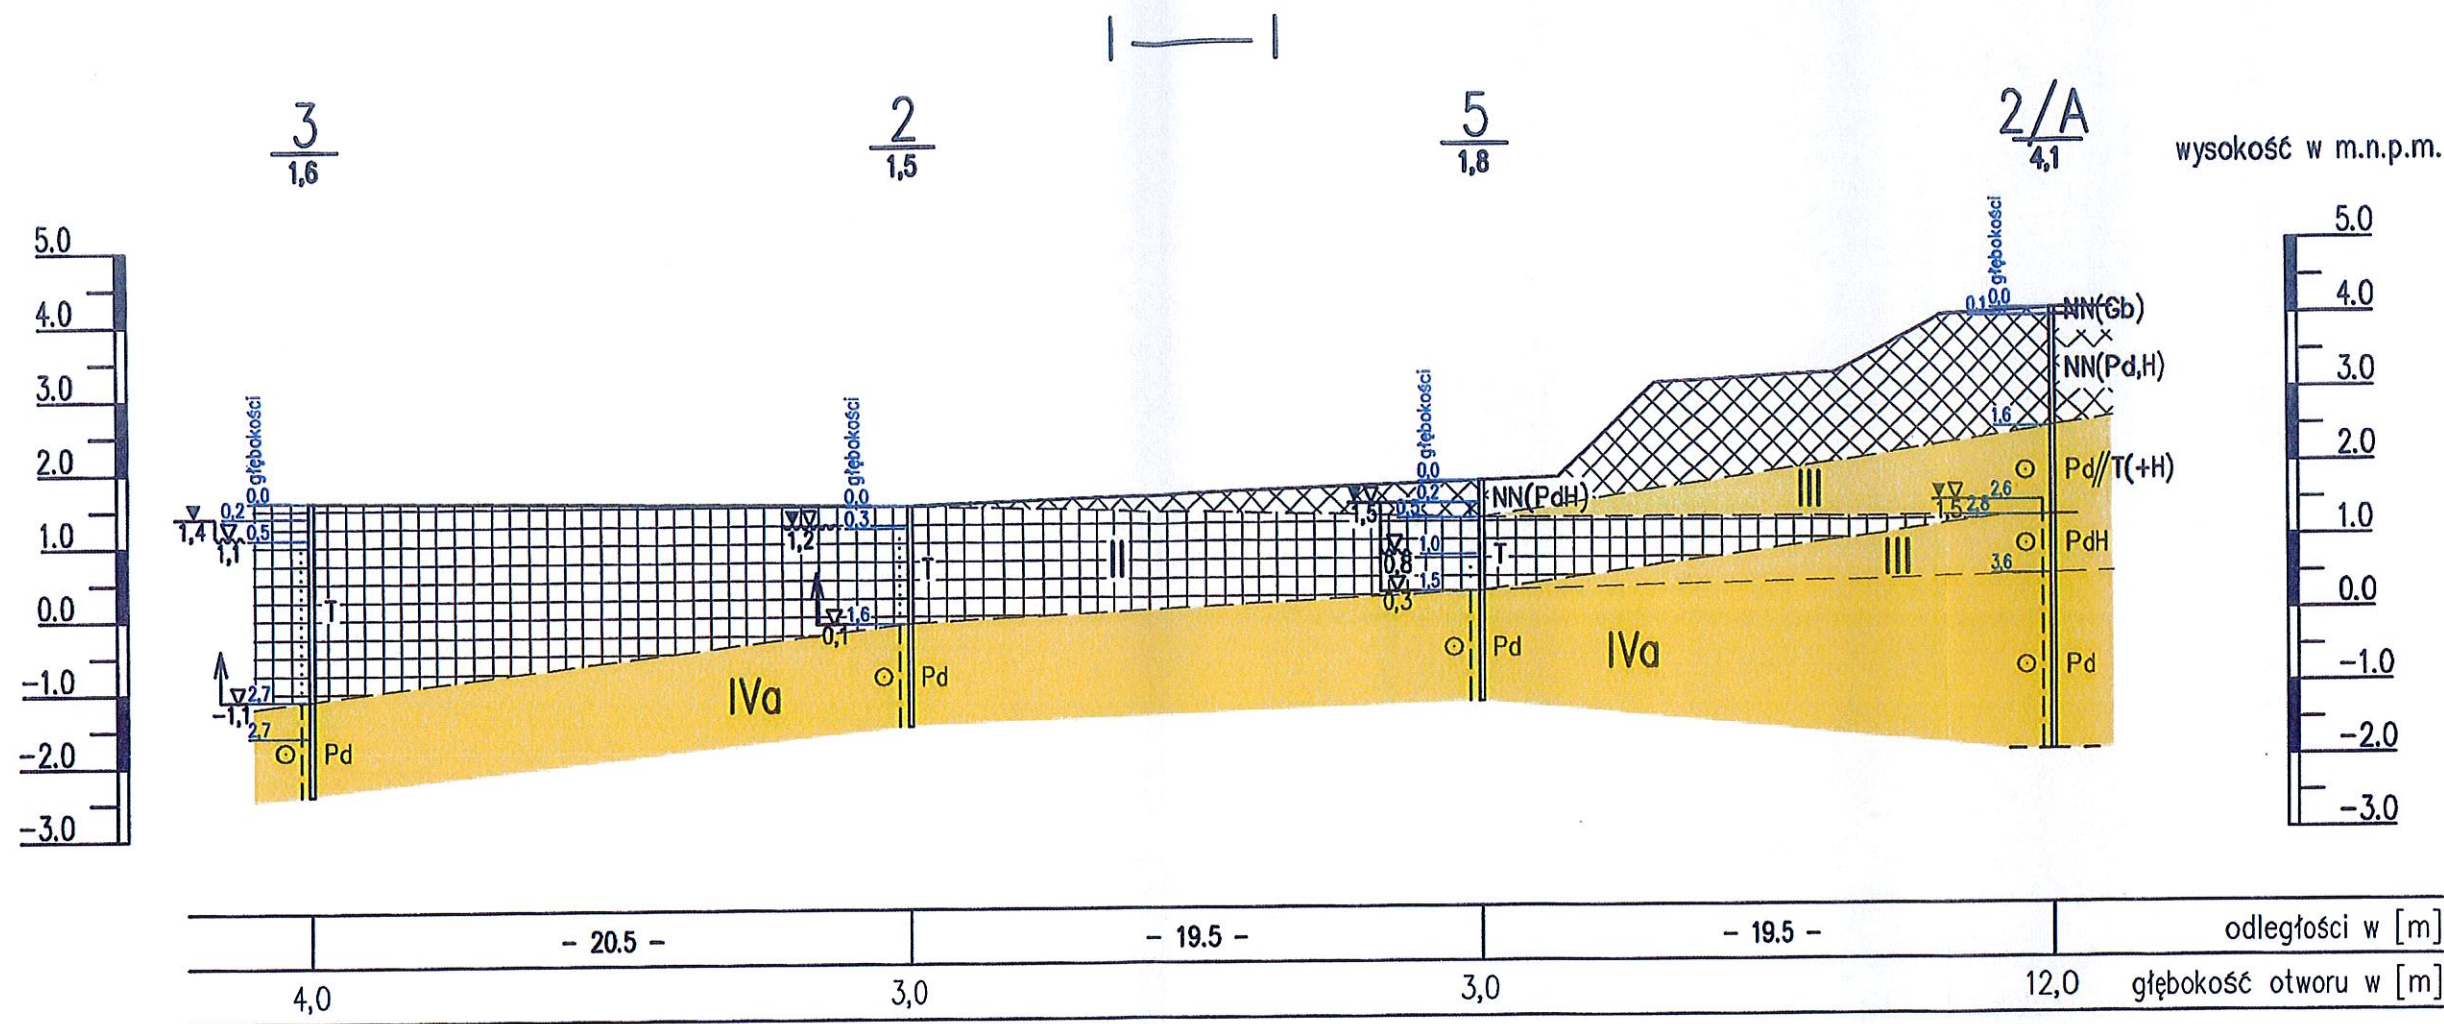 I — I
3 2 5 2/A
1,6 1,5 1,8 4,1 wysokość w m.n.p.m.
5.0 5.0
4.0 4.0
3.0 3.0
2.0 2.0
1.0 1.0
0.0 0.0
-1.0 -1.0
-2.0 -2.0
-3.0 -3.0
głębokości
0.0
0,2
0,5
1,4
1,1
T
2,7
-1,1
2,7
Pd
głębokości
0.0
0,3
1,2
T
1,6
0,1
Pd
IVa
II
głębokości
0.0
0,2
0,5
1,3
NN(PdH)
1,0
0,8
T
1,5
0,3
Pd
IVa
III
III
głębokości
0.0
0.1
NN(Gb)
NN(Pd,H)
1,6
Pd//T(+H)
2,6
1,5
2,8
PdH
3,6
Pd
- 20.5 - - 19.5 - - 19.5 - odległości w [m]
4,0 3,0 3,0 12,0 głębokość otworu w [m]